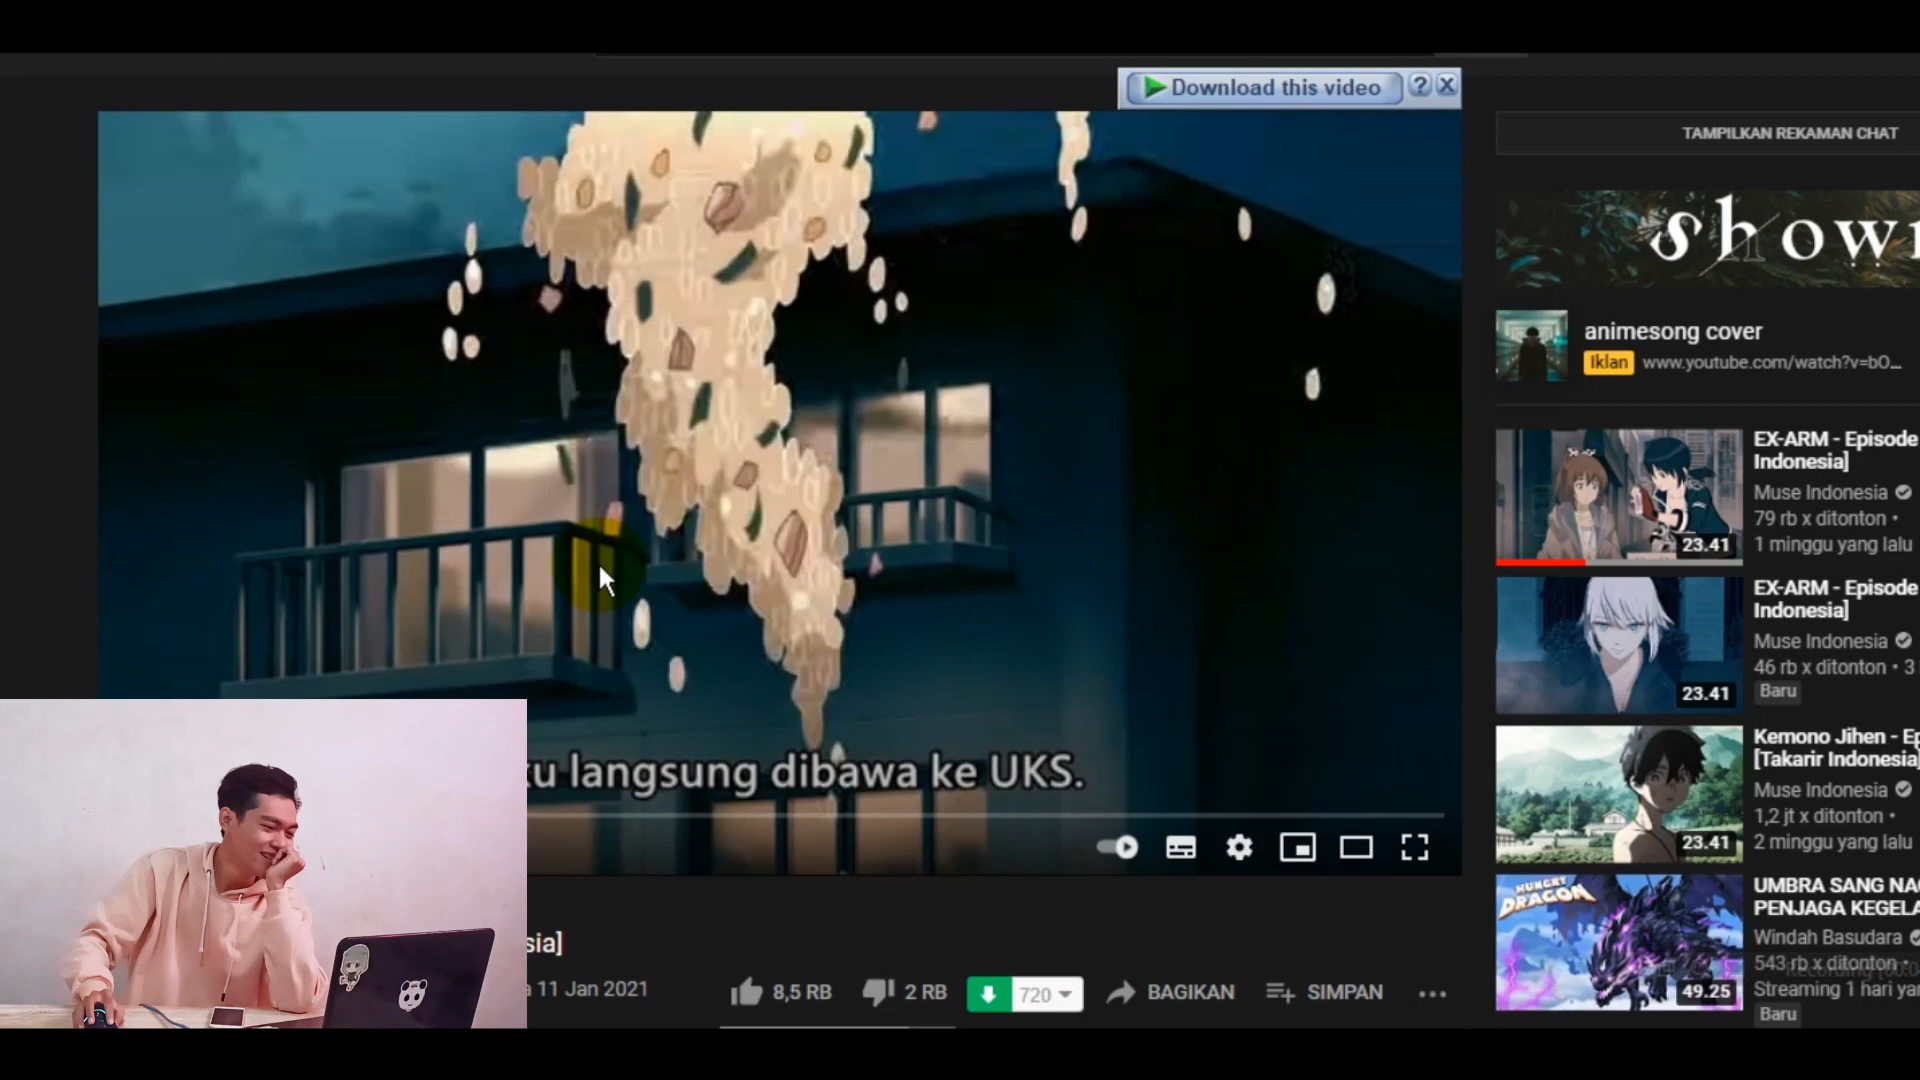 Download this video
TAMPILKAN REKAMAN CHAT
show
animesong cover
Iklan www.youtube.com/watch?v=bO...
EX-ARM - Episode
Indonesia]
Muse Indonesia
79 rb x ditonton •
1 minggu yang lalu
23.41
EX-ARM - Episode
Indonesia]
Muse Indonesia
46 rb x ditonton • 3
Baru
23.41
Kemono Jihen - Ep
[Takarir Indonesia]
Muse Indonesia
1,2 jt x ditonton •
2 minggu yang lalu
23.41
HUNGRY
DRAGON
UMBRA SANG NA
PENJAGA KEGELA
Windah Basudara
543 rb x ditonton •
Streaming 1 hari ya
Baru
49.25
ku langsung dibawa ke UKS.
sia]
a 11 Jan 2021
8,5 RB
2 RB
720
BAGIKAN
SIMPAN